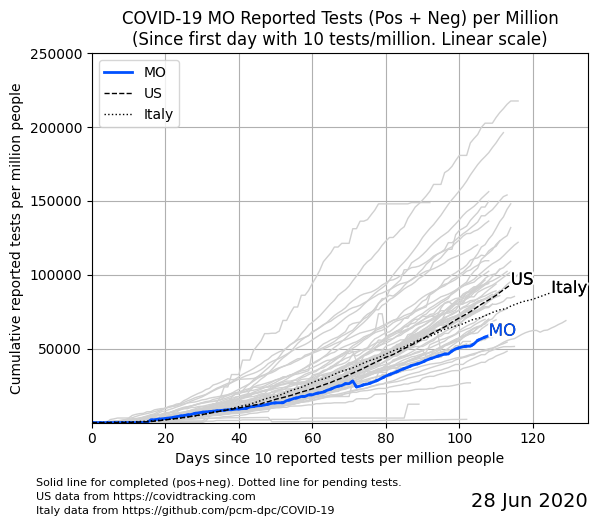 COVID-19 MO Reported Tests (Pos + Neg) per Million
(Since first day with 10 tests/million. Linear scale)
Cumulative reported tests per million people
250000
200000
150000
100000
50000
MO
US
Italy
US
Italy
MO
0
20
40
60
80
100
120
Days since 10 reported tests per million people
Solid line for completed (pos+neg). Dotted line for pending tests.
US data from https://covidtracking.com
Italy data from https://github.com/pcm-dpc/COVID-19
28 Jun 2020